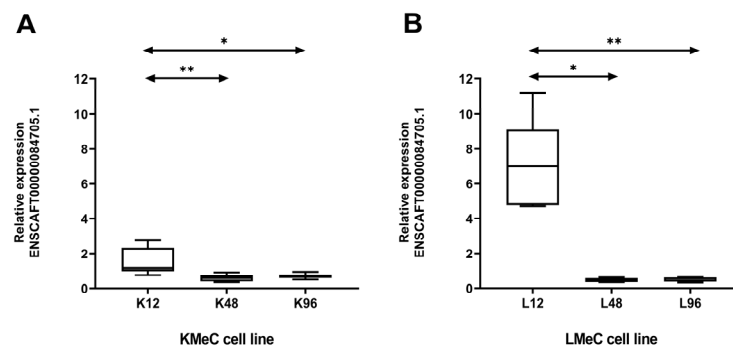 A
*
**
Relative expression
ENSCAFT00000084705.1
12
10
8
6
4
2
0
K12 K48 K96
KMeC cell line
B
**
*
Relative expression
ENSCAFT00000084705.1
12
10
8
6
4
2
0
L12 L48 L96
LMeC cell line